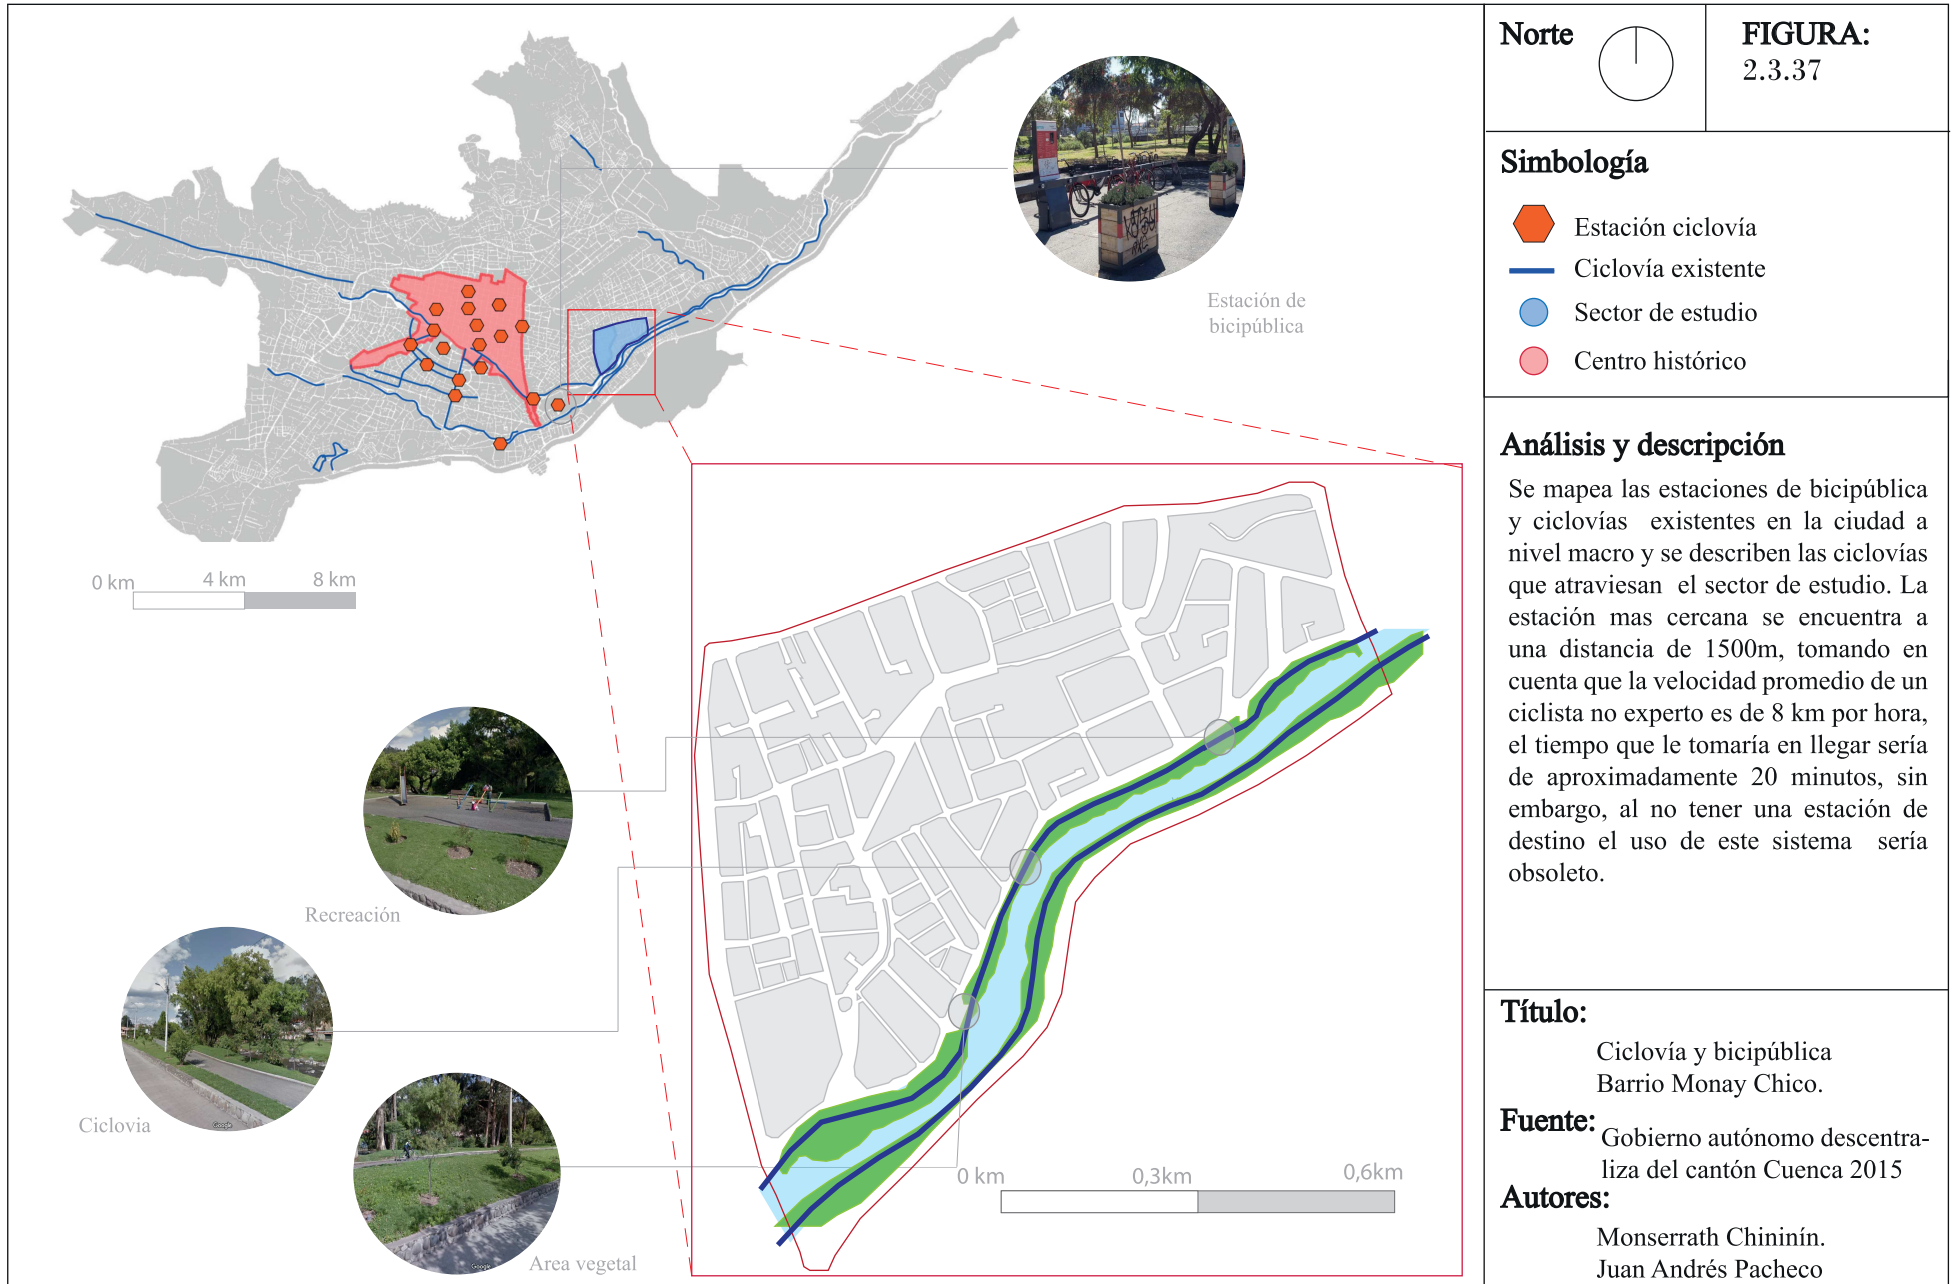 Norte
FIGURA:
2.3.37
Simbología
Estación ciclovía
Ciclovía existente
Sector de estudio
Centro histórico
Análisis y descripción
Se mapea las estaciones de bicipública
y ciclovías existentes en la ciudad a
nivel macro y se describen las ciclovías
que atraviesan el sector de estudio. La
estación mas cercana se encuentra a
una distancia de 1500m, tomando en
cuenta que la velocidad promedio de un
ciclista no experto es de 8 km por hora,
el tiempo que le tomaría en llegar sería
de aproximadamente 20 minutos, sin
embargo, al no tener una estación de
destino el uso de este sistema sería
obsoleto.
Título:
Ciclovía y bicipública
Barrio Monay Chico.
Fuente:
Gobierno autónomo descentra-
liza del cantón Cuenca 2015
Autores:
Monserrath Chininín.
Juan Andrés Pacheco
Estación de
bicipública
0 km 4 km 8 km
Recreación
Ciclovia
Google
Area vegetal
Google
0 km 0,3km 0,6km